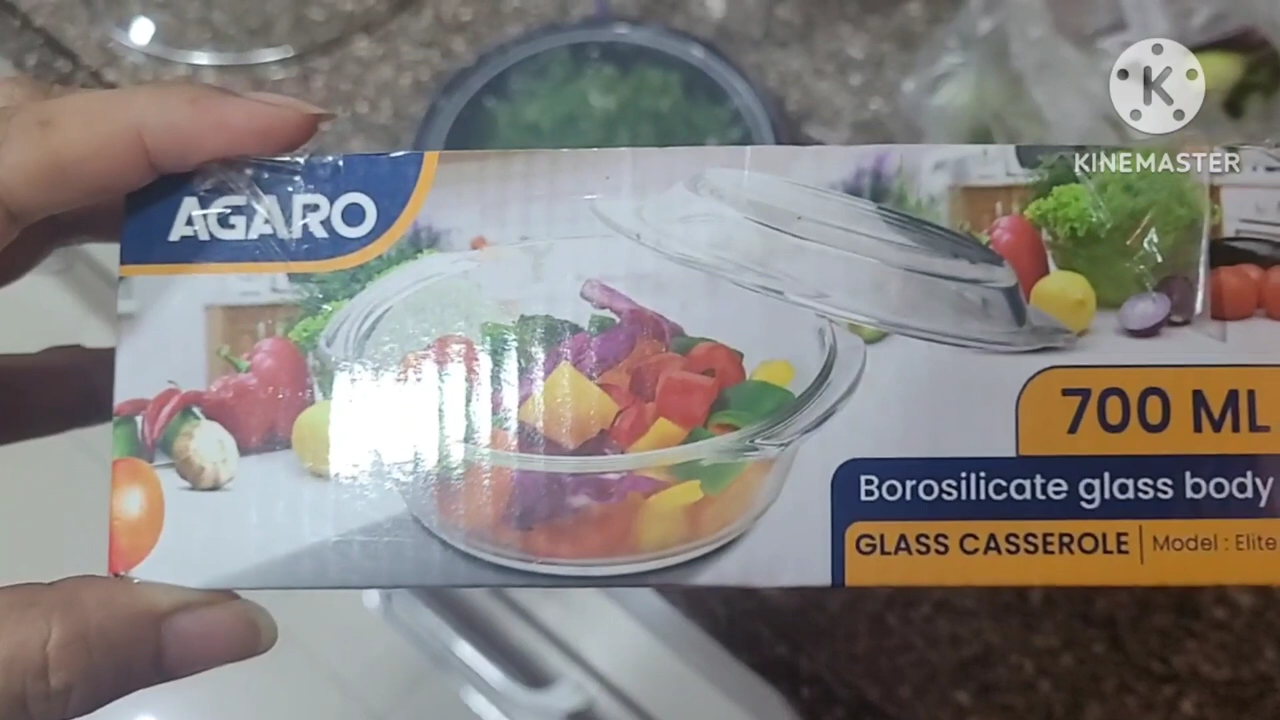 K
KINEMASTER
AGARO
700 ML
Borosilicate glass body
GLASS CASSEROLE | Model : Elite